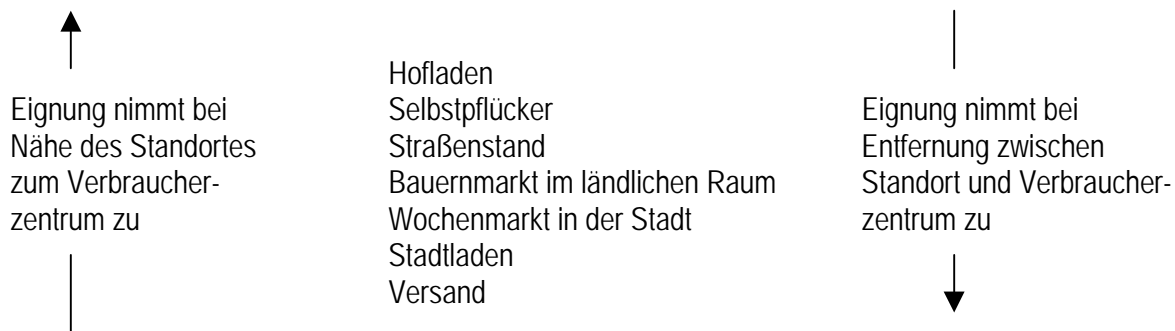 Eignung nimmt bei
Nähe des Standortes
zum Verbraucher-
zentrum zu
Hofladen
Selbstpflücker
Straßenstand
Bauernmarkt im ländlichen Raum
Wochenmarkt in der Stadt
Stadtladen
Versand
Eignung nimmt bei
Entfernung zwischen
Standort und Verbraucher-
zentrum zu